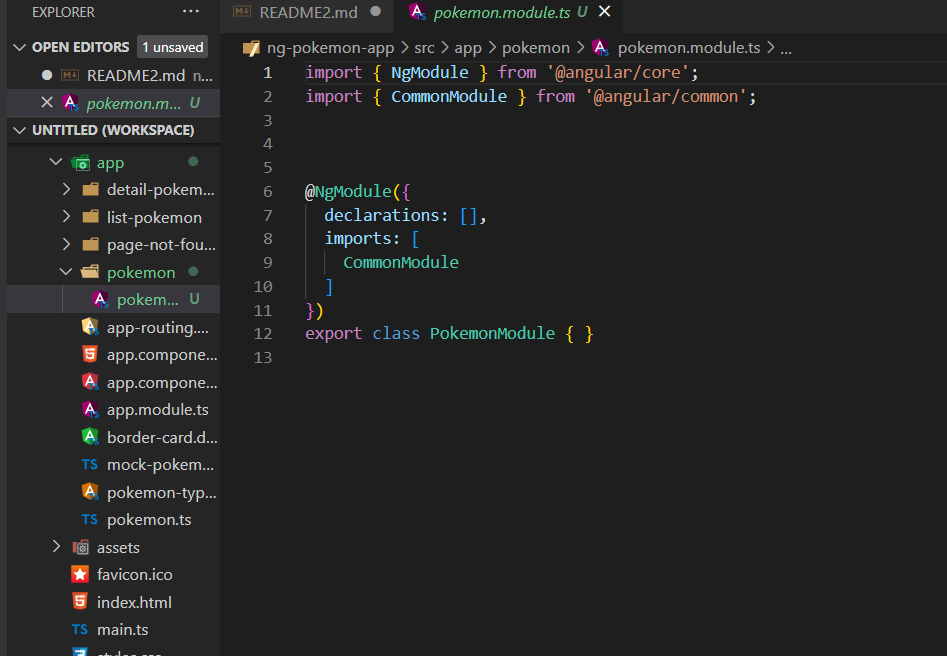 EXPLORER
OPEN EDITORS 1 unsaved
README2.md n...
pokemon.m... U
UNTITLED (WORKSPACE)
app
detail-pokem...
list-pokemon
page-not-fou...
pokemon
pokem... U
app-routing....
app.compone...
app.compone...
app.module.ts
border-card.d...
TS mock-pokem...
pokemon-typ...
TS pokemon.ts
assets
favicon.ico
index.html
TS main.ts
README2.md
pokemon.module.ts U
ng-pokemon-app > src > app > pokemon > pokemon.module.ts > ...
1 import { NgModule } from '@angular/core';
2 import { CommonModule } from '@angular/common';
3
4
5
6 @NgModule({
7   declarations: [],
8   imports: [
9     CommonModule
10   ]
11 })
12 export class PokemonModule { }
13